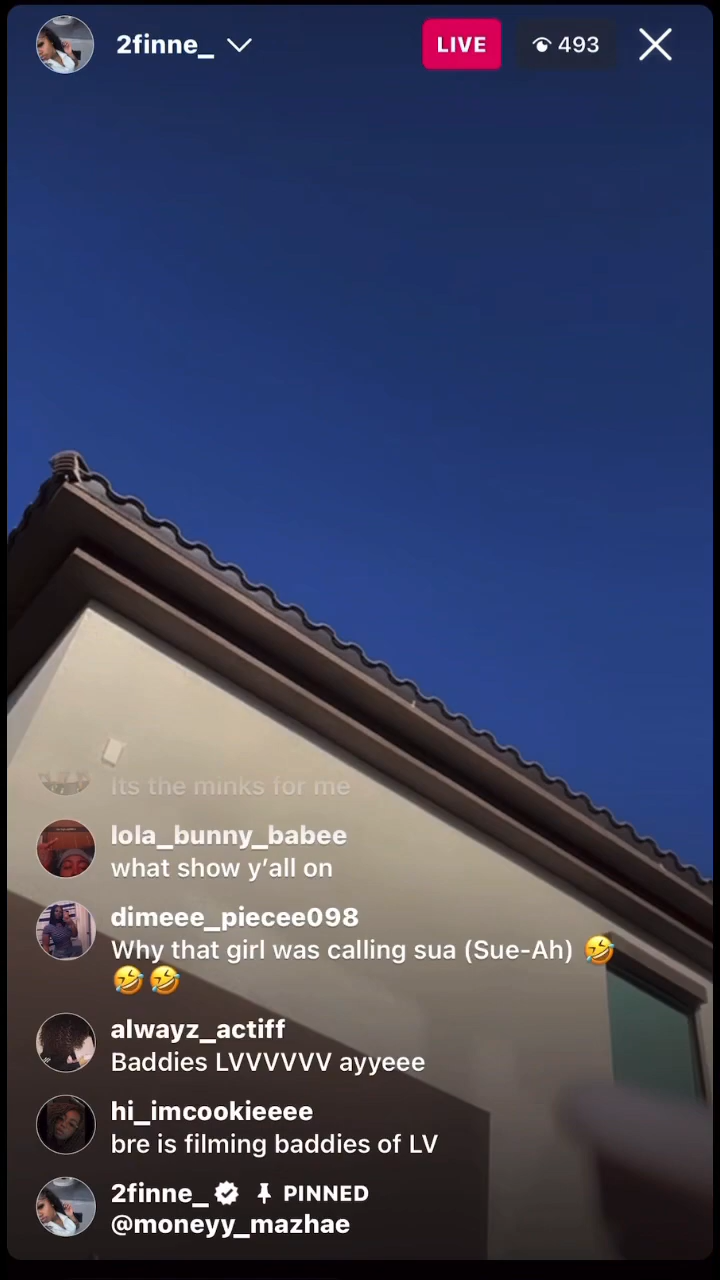 2finne_
LIVE
493
Its the minks for me
lola_bunny_babee
what show y’all on
dimeee_piecee098
Why that girl was calling sua (Sue-Ah) 🤣
🤣🤣
alwayz_actiff
Baddies LVVVVVV ayyeee
hi_imcookieeee
bre is filming baddies of LV
2finne_ PINNED
@moneyy_mazhae